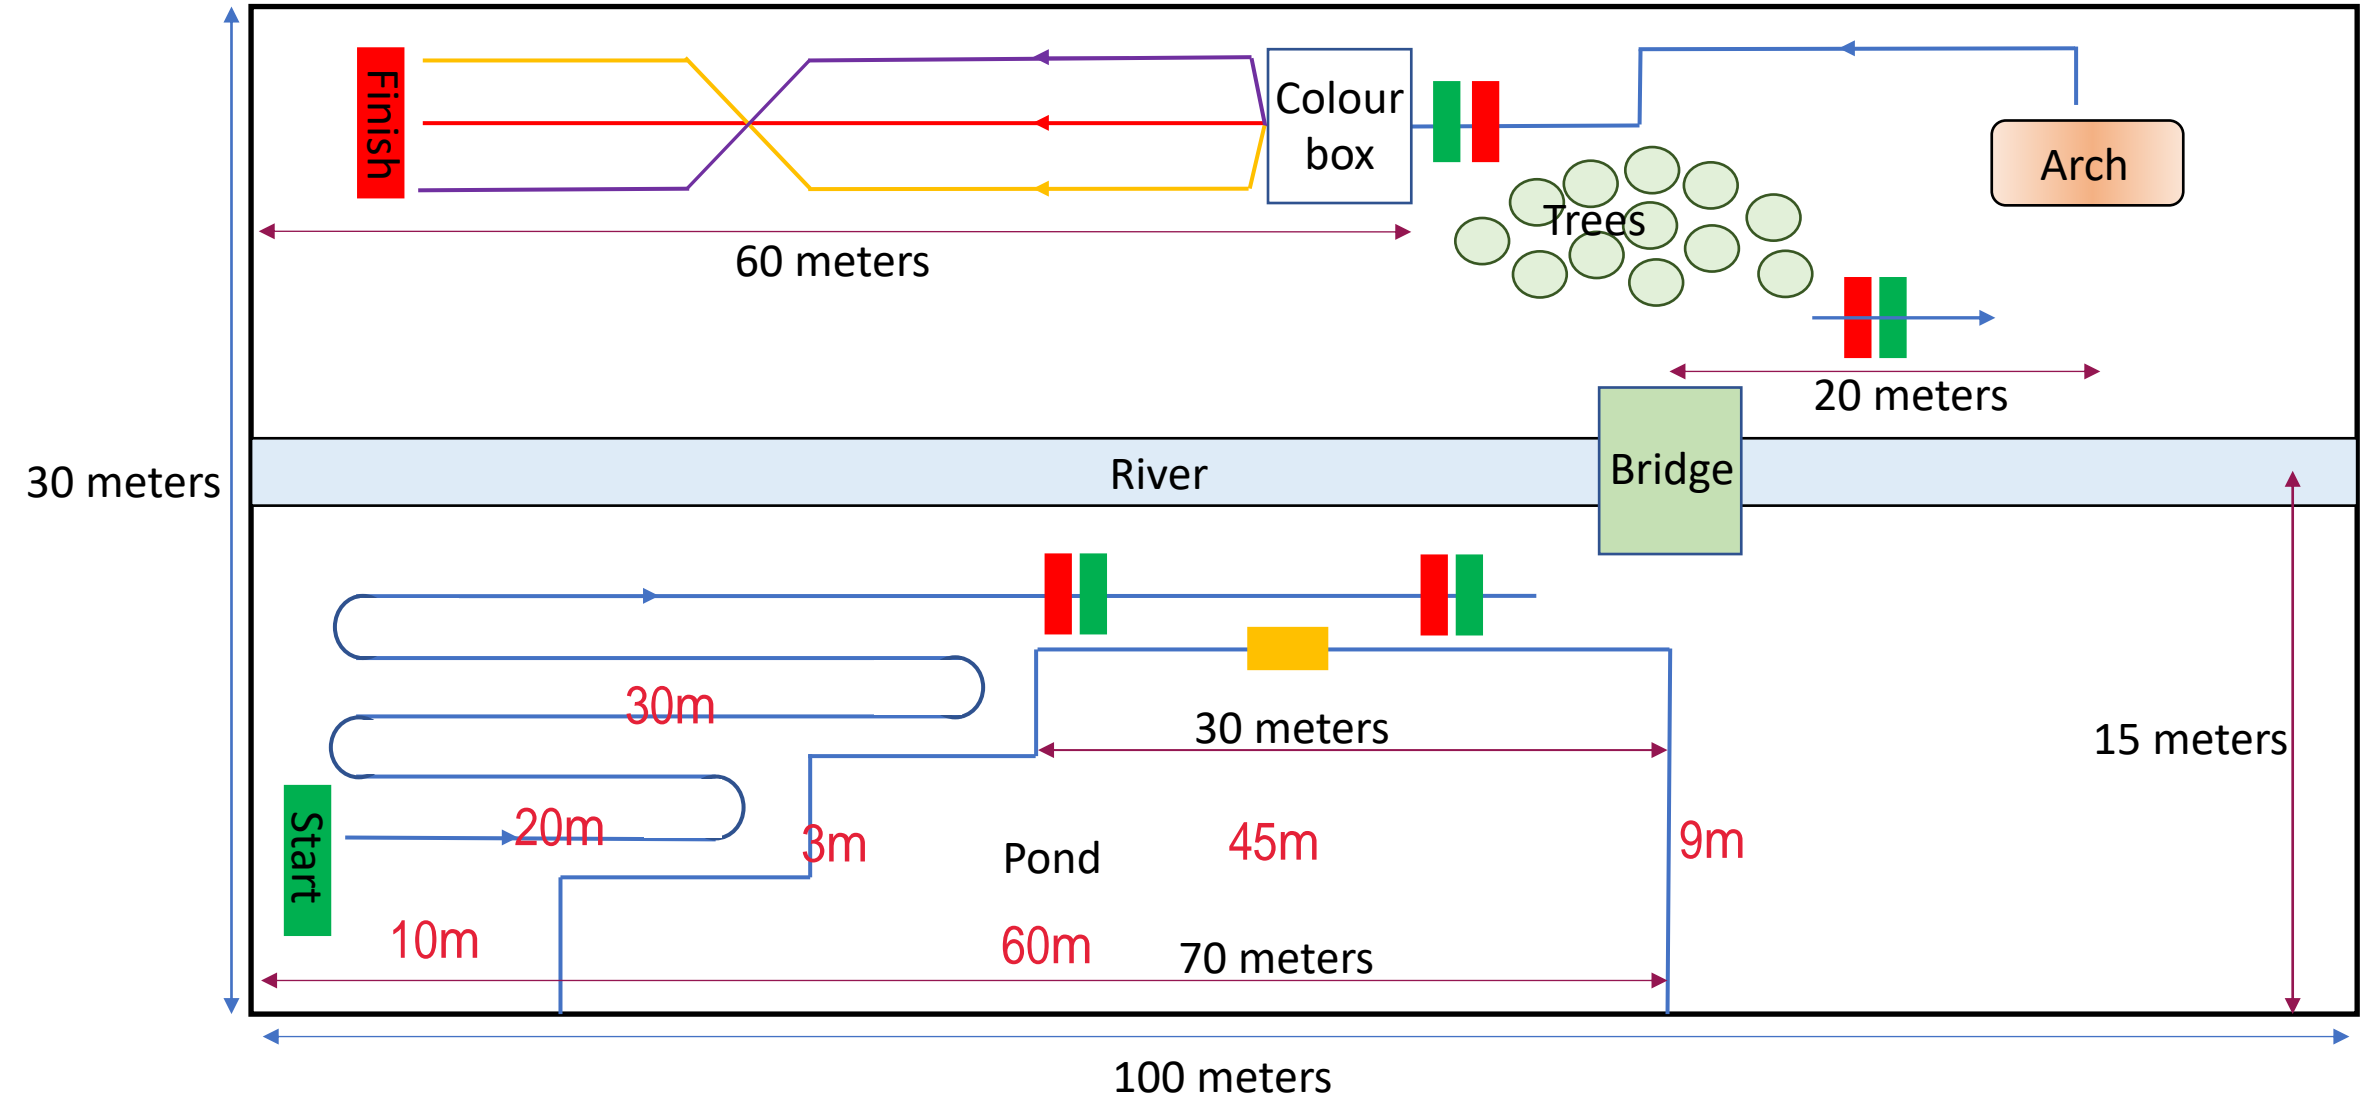 Finish
Colour
box
Arch
Trees
60 meters
20 meters
30 meters
River
Bridge
30m
30 meters
15 meters
Start
20m
3m
Pond
45m
9m
10m
60m
70 meters
100 meters